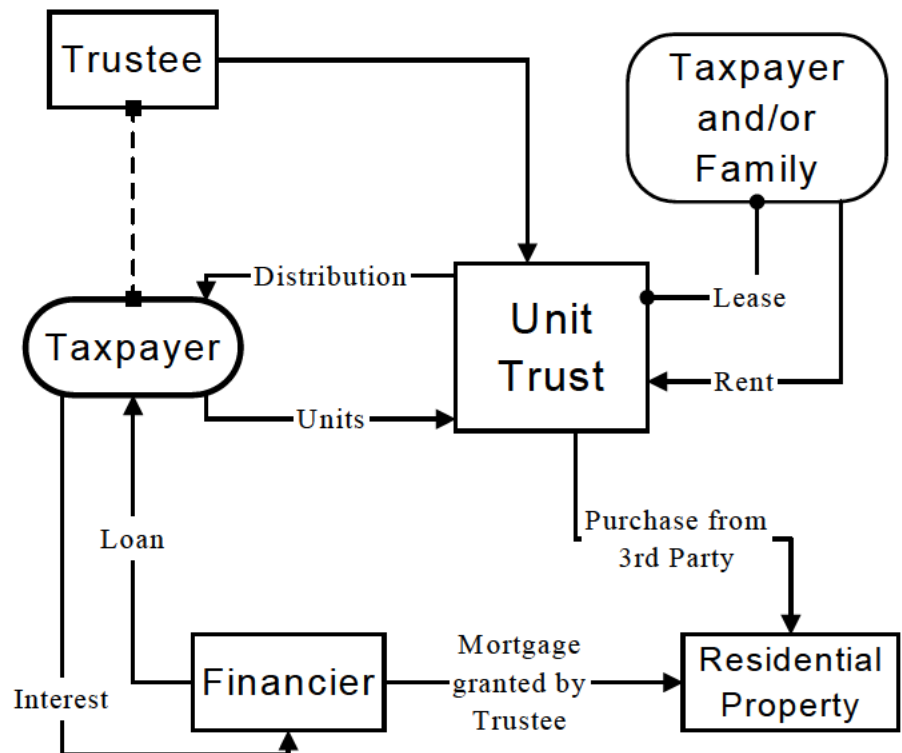 Trustee
Taxpayer
and/or
Family
Distribution
Unit
Trust
Lease
Taxpayer
Rent
Units
Purchase from
3rd Party
Loan
Mortgage
granted by
Trustee
Financier
Residential
Property
Interest